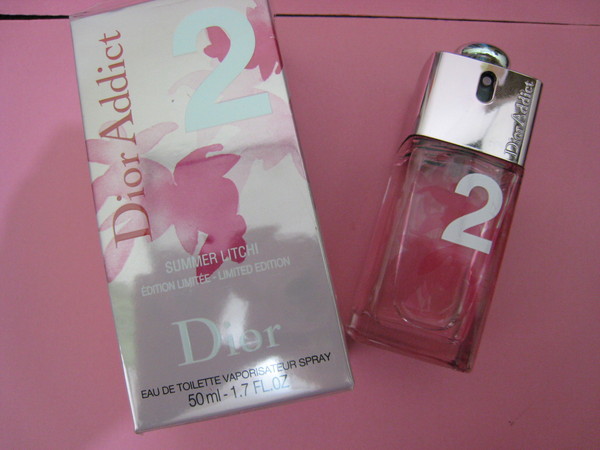 Dior Addict
2
SUMMER LITCHI
ÉDITION LIMITÉE - LIMITED EDITION
Dior
EAU DE TOILETTE VAPORISATEUR SPRAY
50 ml - 1.7 FL.OZ.
Dior Addict
2